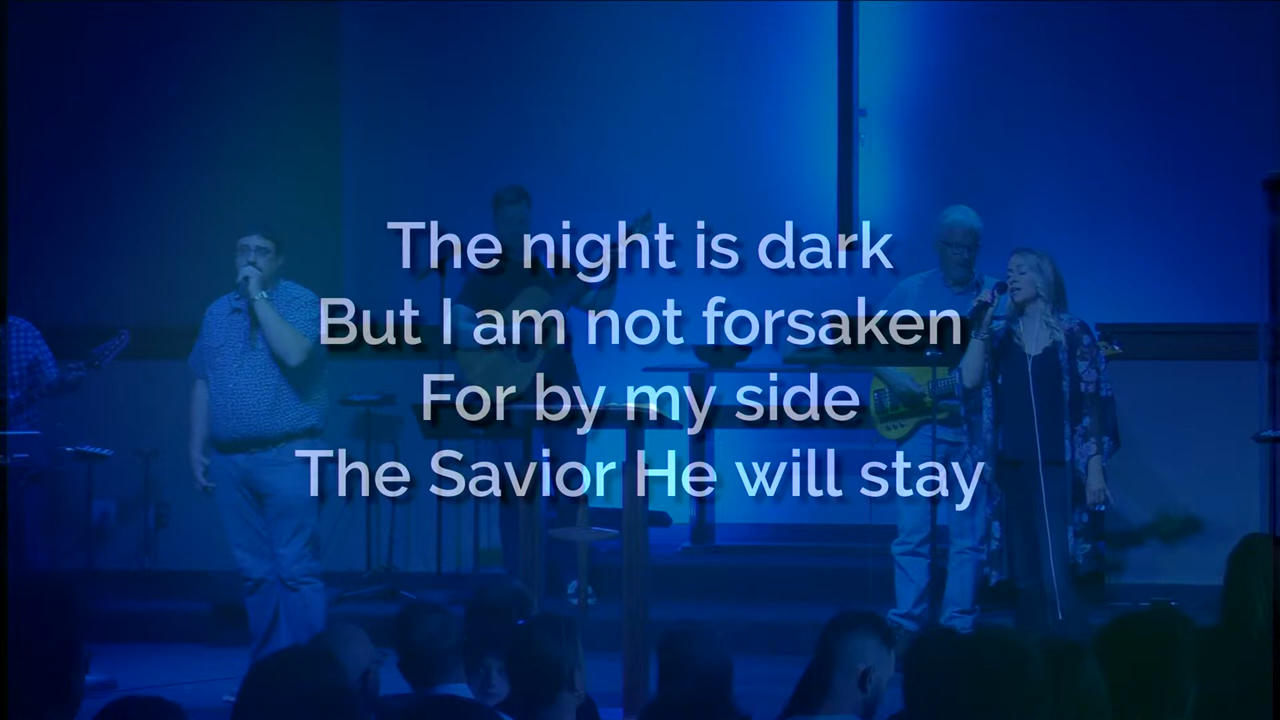 The night is dark
But I am not forsaken
For by my side
The Savior He will stay